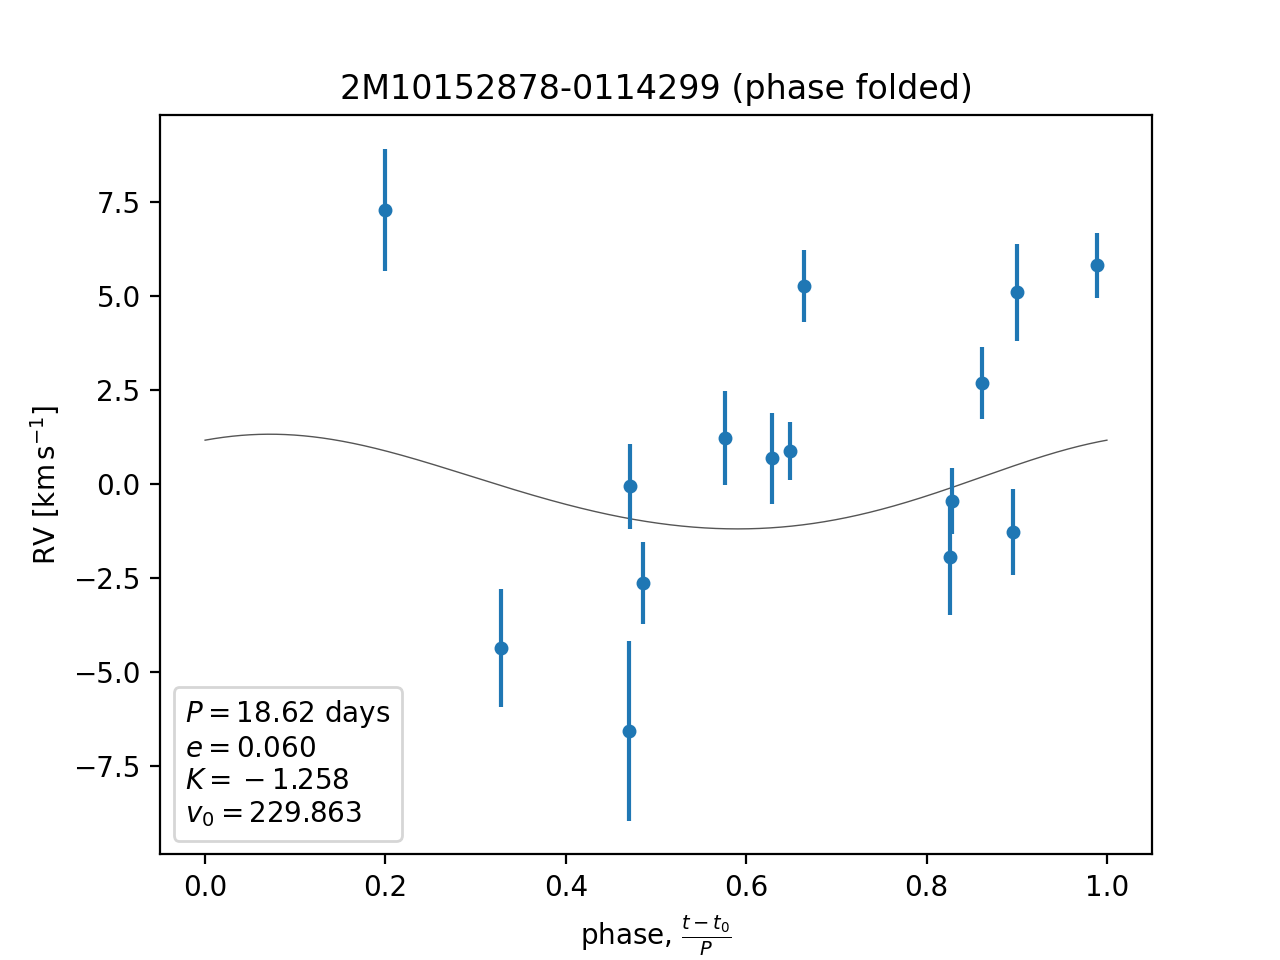 2M10152878-0114299 (phase folded)
RV [km s⁻¹]
7.5
5.0
2.5
0.0
−2.5
−5.0
−7.5
P = 18.62 days
e = 0.060
K = −1.258
v₀ = 229.863
0.0 0.2 0.4 0.6 0.8 1.0
phase, (t − t₀)/P